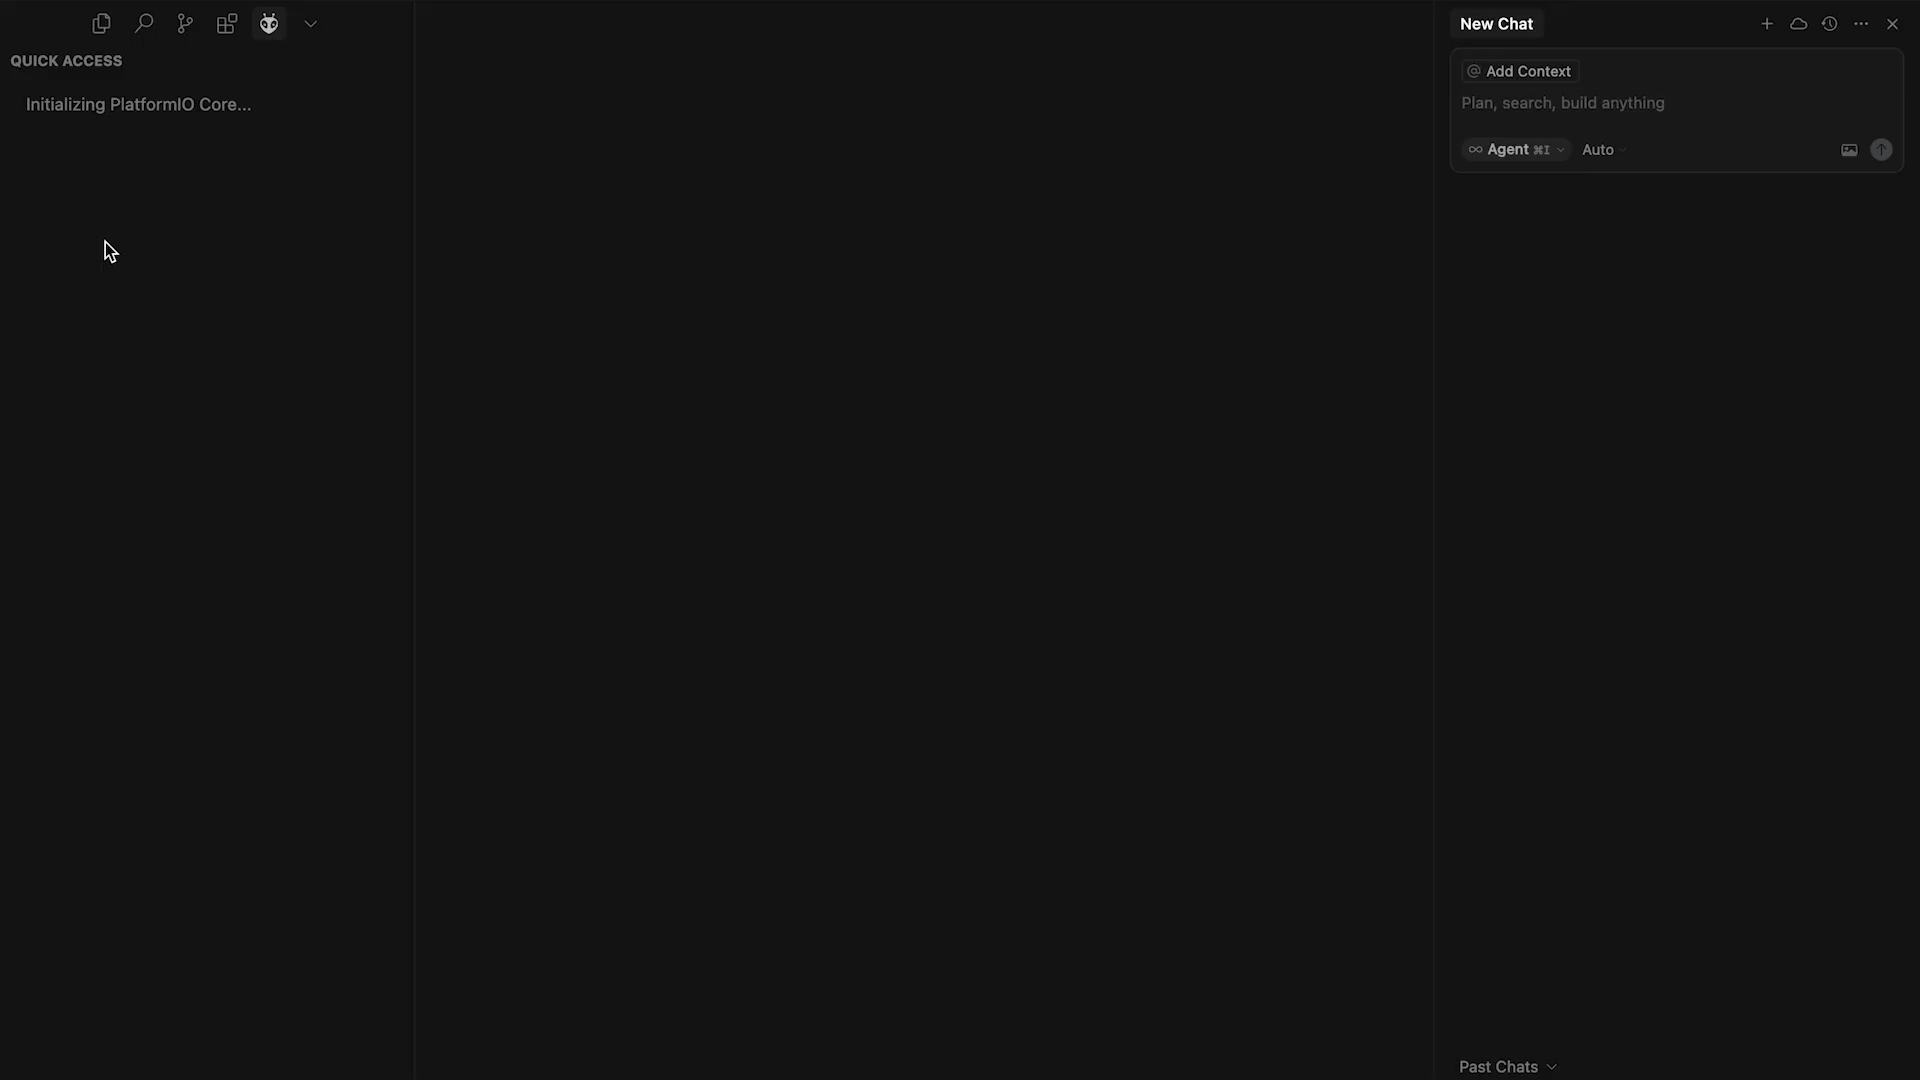 QUICK ACCESS
Initializing PlatformIO Core...
New Chat
@ Add Context
Plan, search, build anything
∞ Agent ⌘I
Auto
Past Chats